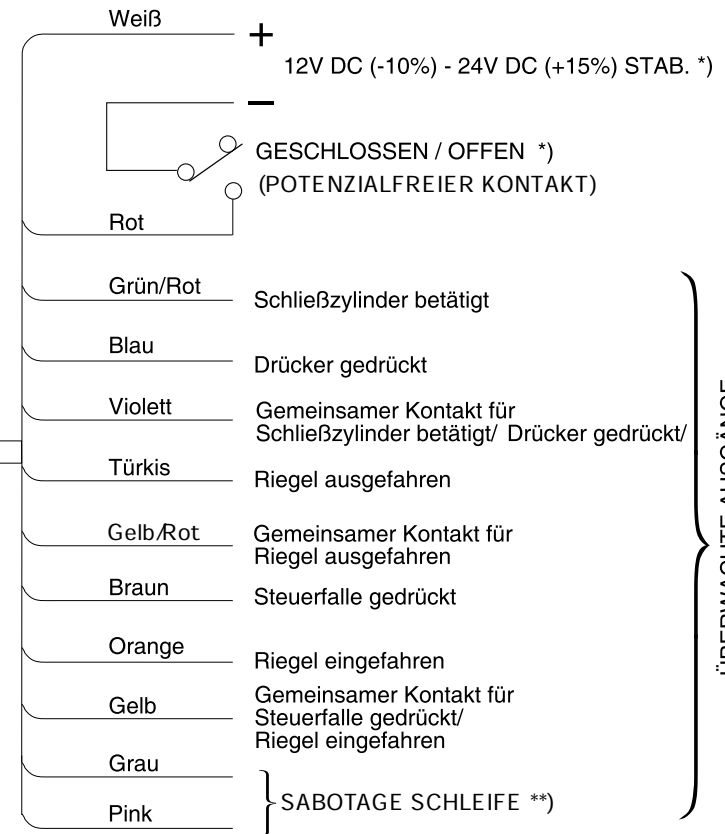 Weiß
+
12V DC (-10%) - 24V DC (+15%) STAB. *)
−
GESCHLOSSEN / OFFEN *)
(POTENZIALFREIER KONTAKT)
Rot
Grün/Rot
Schließzylinder betätigt
Blau
Drücker gedrückt
Violett
Gemeinsamer Kontakt für
Schließzylinder betätigt/ Drücker gedrückt/
Türkis
Riegel ausgefahren
Gelb/Rot
Gemeinsamer Kontakt für
Riegel ausgefahren
Braun
Steuerfalle gedrückt
Orange
Riegel eingefahren
Gelb
Gemeinsamer Kontakt für
Steuerfalle gedrückt/
Riegel eingefahren
Grau
Pink
SABOTAGE SCHLEIFE **)
ÜBERWACHTE AUSGÄNGE